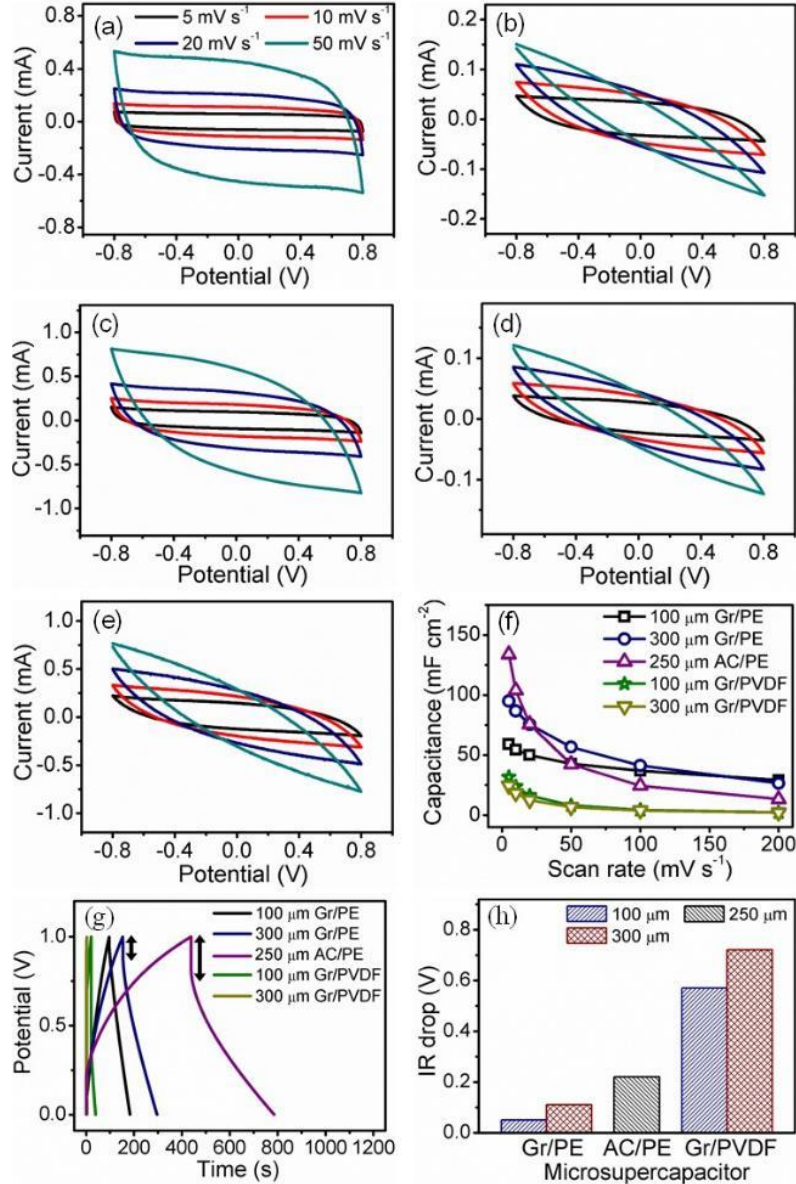 (a)
5 mV s⁻¹ 10 mV s⁻¹
20 mV s⁻¹ 50 mV s⁻¹
0.8
0.4
0.0
-0.4
-0.8
Current (mA)
-0.8 -0.4 0.0 0.4 0.8
Potential (V)
(b)
0.2
0.1
0.0
-0.1
-0.2
Current (mA)
-0.8 -0.4 0.0 0.4 0.8
Potential (V)
(c)
1.0
0.5
0.0
-0.5
-1.0
Current (mA)
-0.8 -0.4 0.0 0.4 0.8
Potential (V)
(d)
0.1
0.0
-0.1
Current (mA)
-0.8 -0.4 0.0 0.4 0.8
Potential (V)
(e)
1.0
0.5
0.0
-0.5
-1.0
Current (mA)
-0.8 -0.4 0.0 0.4 0.8
Potential (V)
(f)
100 μm Gr/PE
300 μm Gr/PE
250 μm AC/PE
100 μm Gr/PVDF
300 μm Gr/PVDF
150
100
50
0
Capacitance (mF cm⁻²)
0 50 100 150 200
Scan rate (mV s⁻¹)
(g)
100 μm Gr/PE
300 μm Gr/PE
250 μm AC/PE
100 μm Gr/PVDF
300 μm Gr/PVDF
1.0
0.5
0.0
Potential (V)
0 200 400 600 800 1000 1200
Time (s)
(h)
100 μm 250 μm
300 μm
0.9
0.6
0.3
0.0
IR drop (V)
Gr/PE AC/PE Gr/PVDF
Microsupercapacitor